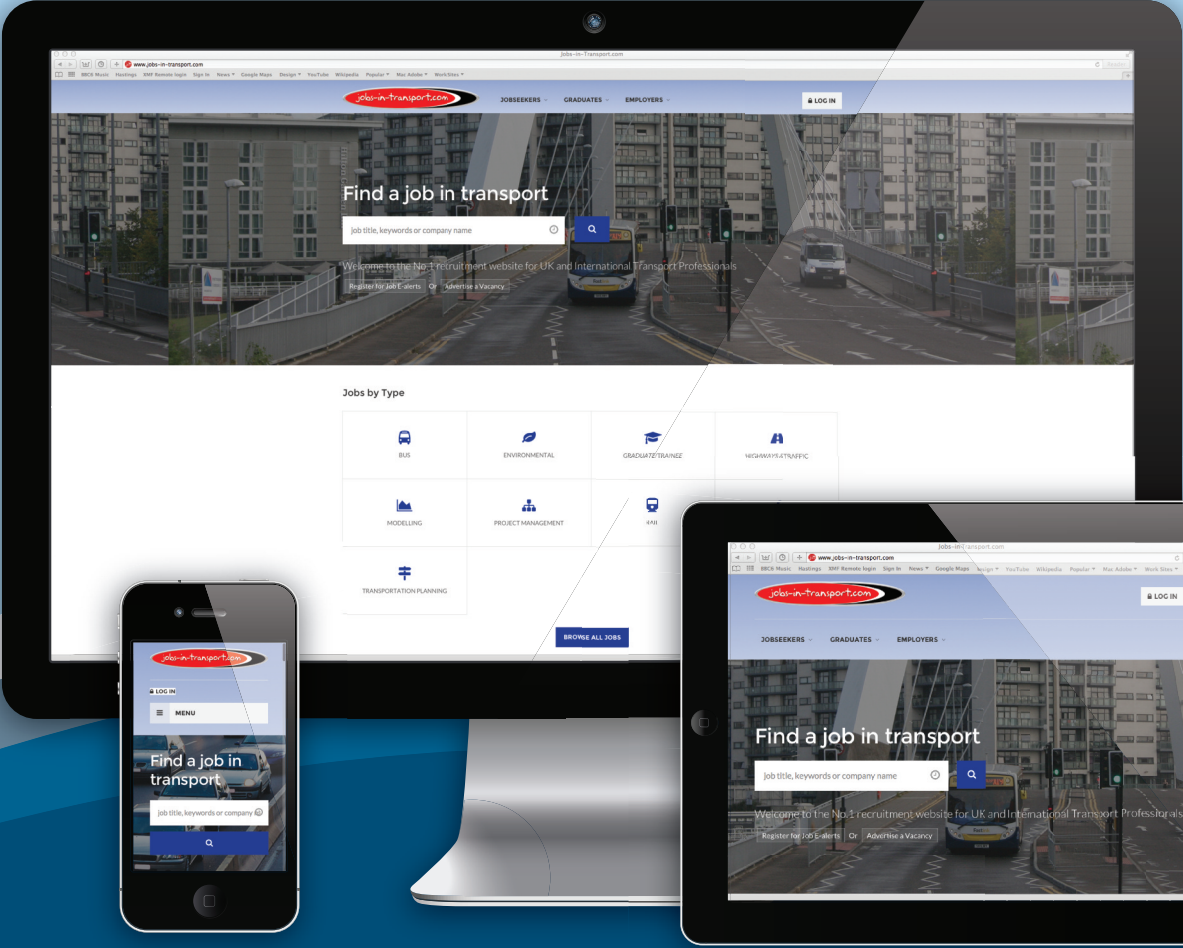 Jobs-in-Transport.com
www.jobs-in-transport.com
Reader
BBC6 Music Hastings XMF Remote login Sign In News Google Maps Design YouTube Wikipedia Popular Mac Adobe Work Sites
jobs-in-transport.com
JOBSEEKERS
GRADUATES
EMPLOYERS
LOG IN
Find a job in transport
job title, keywords or company name
Welcome to the No.1 recruitment website for UK and International Transport Professionals
Register for Job E-alerts Or Advertise a Vacancy
Jobs by Type
BUS
ENVIRONMENTAL
GRADUATE/TRAINEE
HIGHWAYS & TRAFFIC
MODELLING
PROJECT MANAGEMENT
RAIL
TRANSPORTATION PLANNING
BROWSE ALL JOBS
jobs-in-transport.com
LOG IN
MENU
Find a job in
transport
job title, keywords or company
Jobs-in-Transport.com
www.jobs-in-transport.com
BBC6 Music Hastings XMF Remote login Sign In News Google Maps Design YouTube Wikipedia Popular Mac Adobe Work Sites
jobs-in-transport.com
LOG IN
JOBSEEKERS
GRADUATES
EMPLOYERS
Find a job in transport
job title, keywords or company name
Welcome to the No.1 recruitment website for UK and International Transport Professionals
Register for Job E-alerts Or Advertise a Vacancy